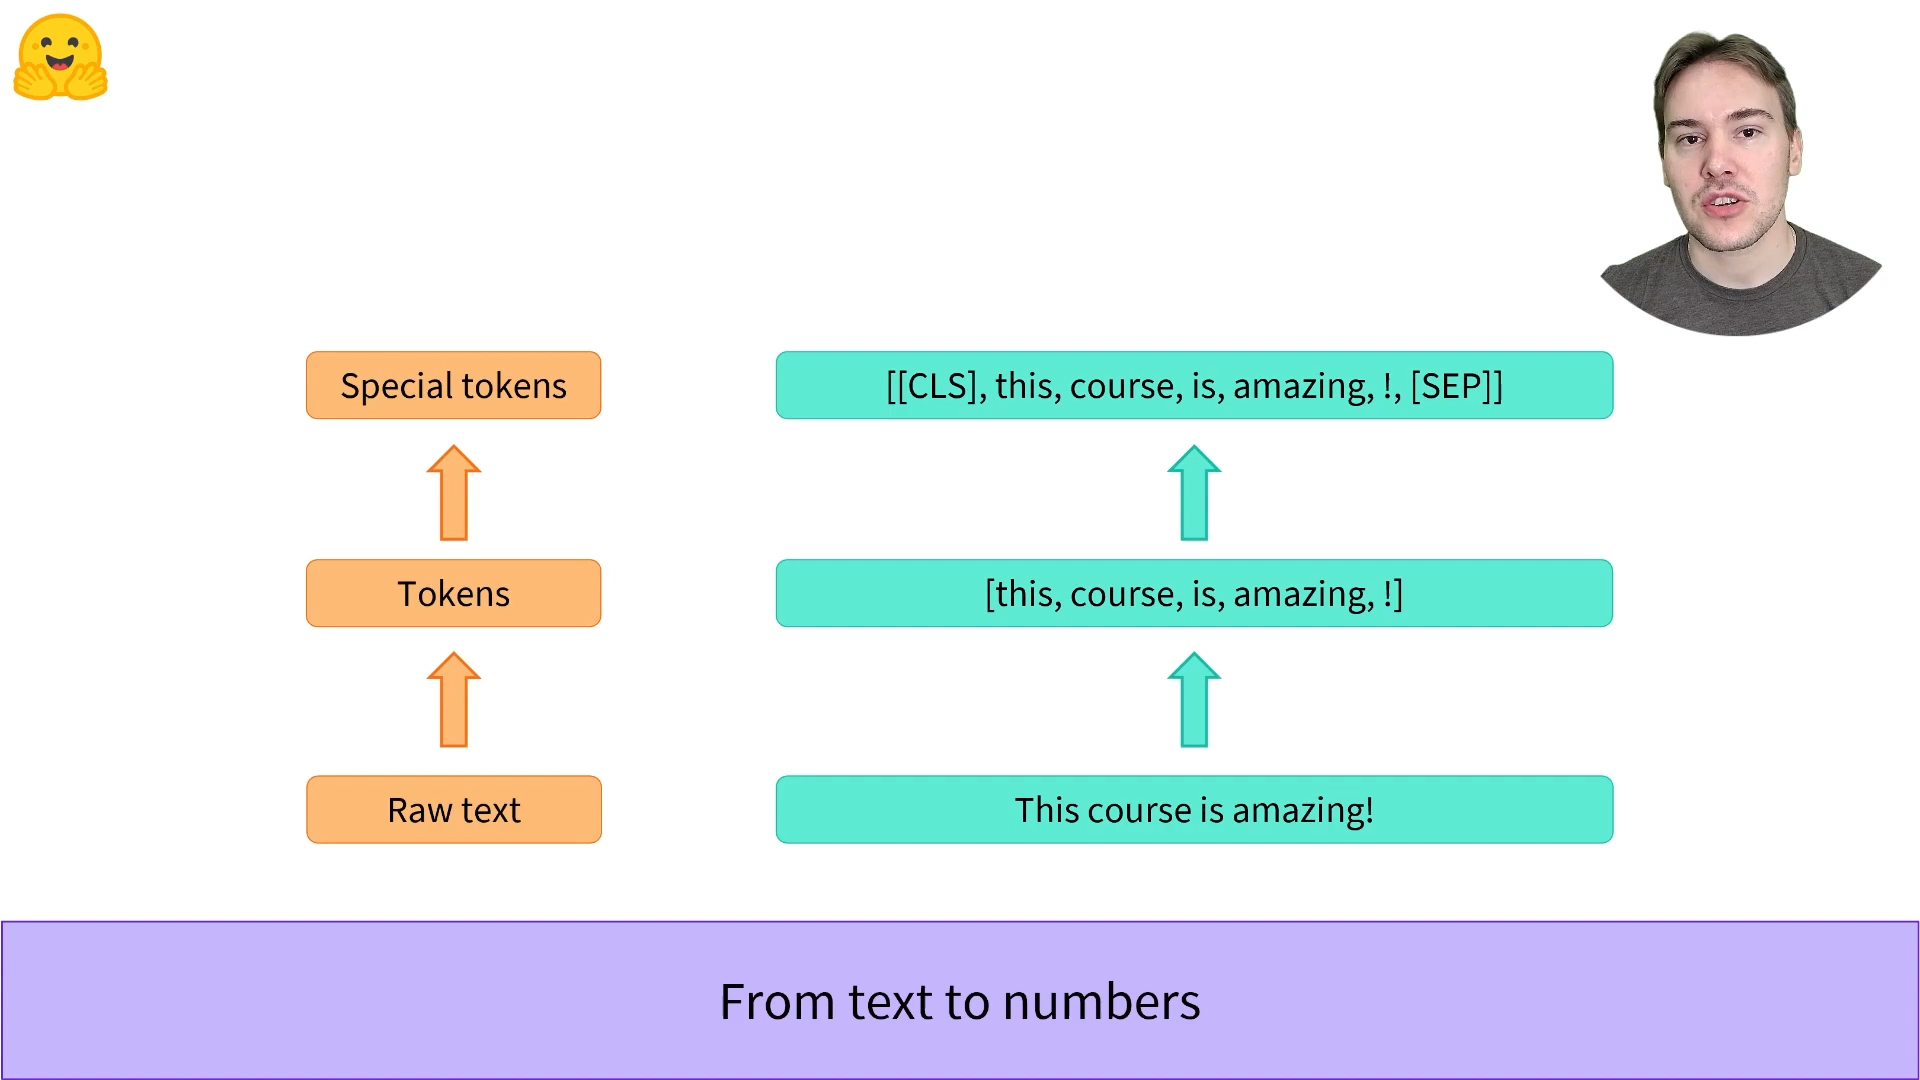 Special tokens
[[CLS], this, course, is, amazing, !, [SEP]]
Tokens
[this, course, is, amazing, !]
Raw text
This course is amazing!
From text to numbers